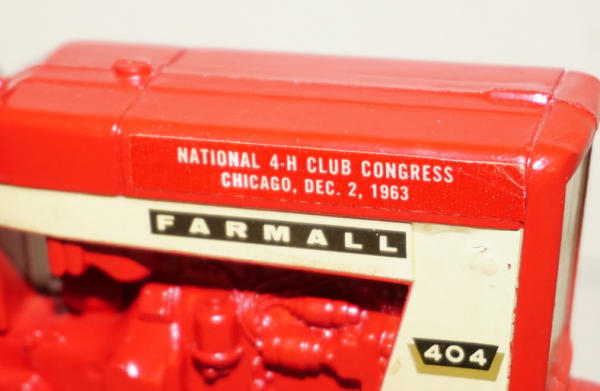 NATIONAL 4-H CLUB CONGRESS
CHICAGO, DEC. 2, 1963
FARMALL
404